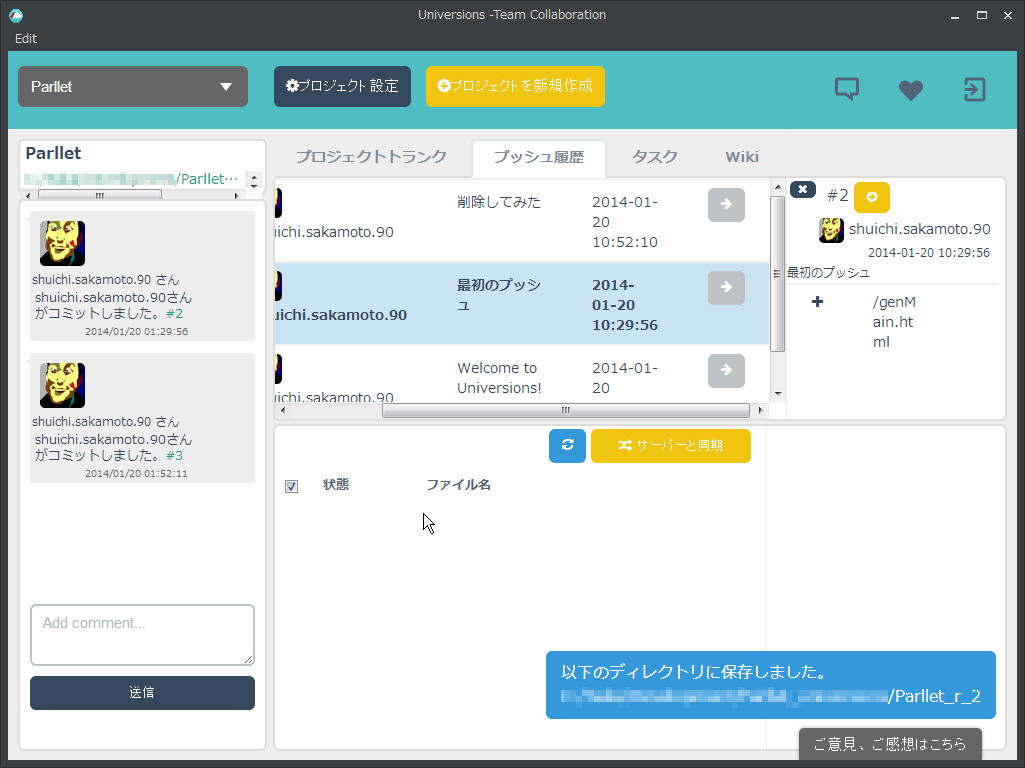 Universions -Team Collaboration
Edit
Parllet
プロジェクト設定
プロジェクトを新規作成
Parllet
/Parllet…
shuichi.sakamoto.90 さん
shuichi.sakamoto.90さん
がコミットしました。#2
2014/01/20 01:29:56
shuichi.sakamoto.90 さん
shuichi.sakamoto.90さん
がコミットしました。#3
2014/01/20 01:52:11
Add comment...
送信
プロジェクトトランク
プッシュ履歴
タスク
Wiki
uichi.sakamoto.90
削除してみた
2014-01-
20
10:52:10
uichi.sakamoto.90
最初のプッシ
ュ
2014-
01-20
10:29:56
uichi.sakamoto.90
Welcome to
Universions!
2014-01-
20
#2
shuichi.sakamoto.90
2014-01-20 10:29:56
最初のプッシュ
/genM
ain.ht
ml
サーバーと同期
状態
ファイル名
以下のディレクトリに保存しました。
/Parllet_r_2
ご意見、ご感想はこちら